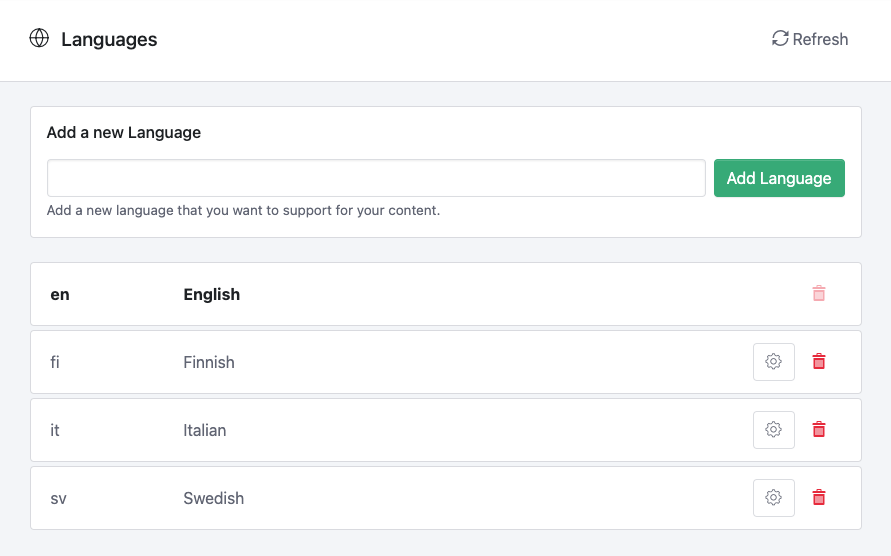 Languages
Refresh
Add a new Language
Add Language
Add a new language that you want to support for your content.
en English
fi Finnish
it Italian
sv Swedish